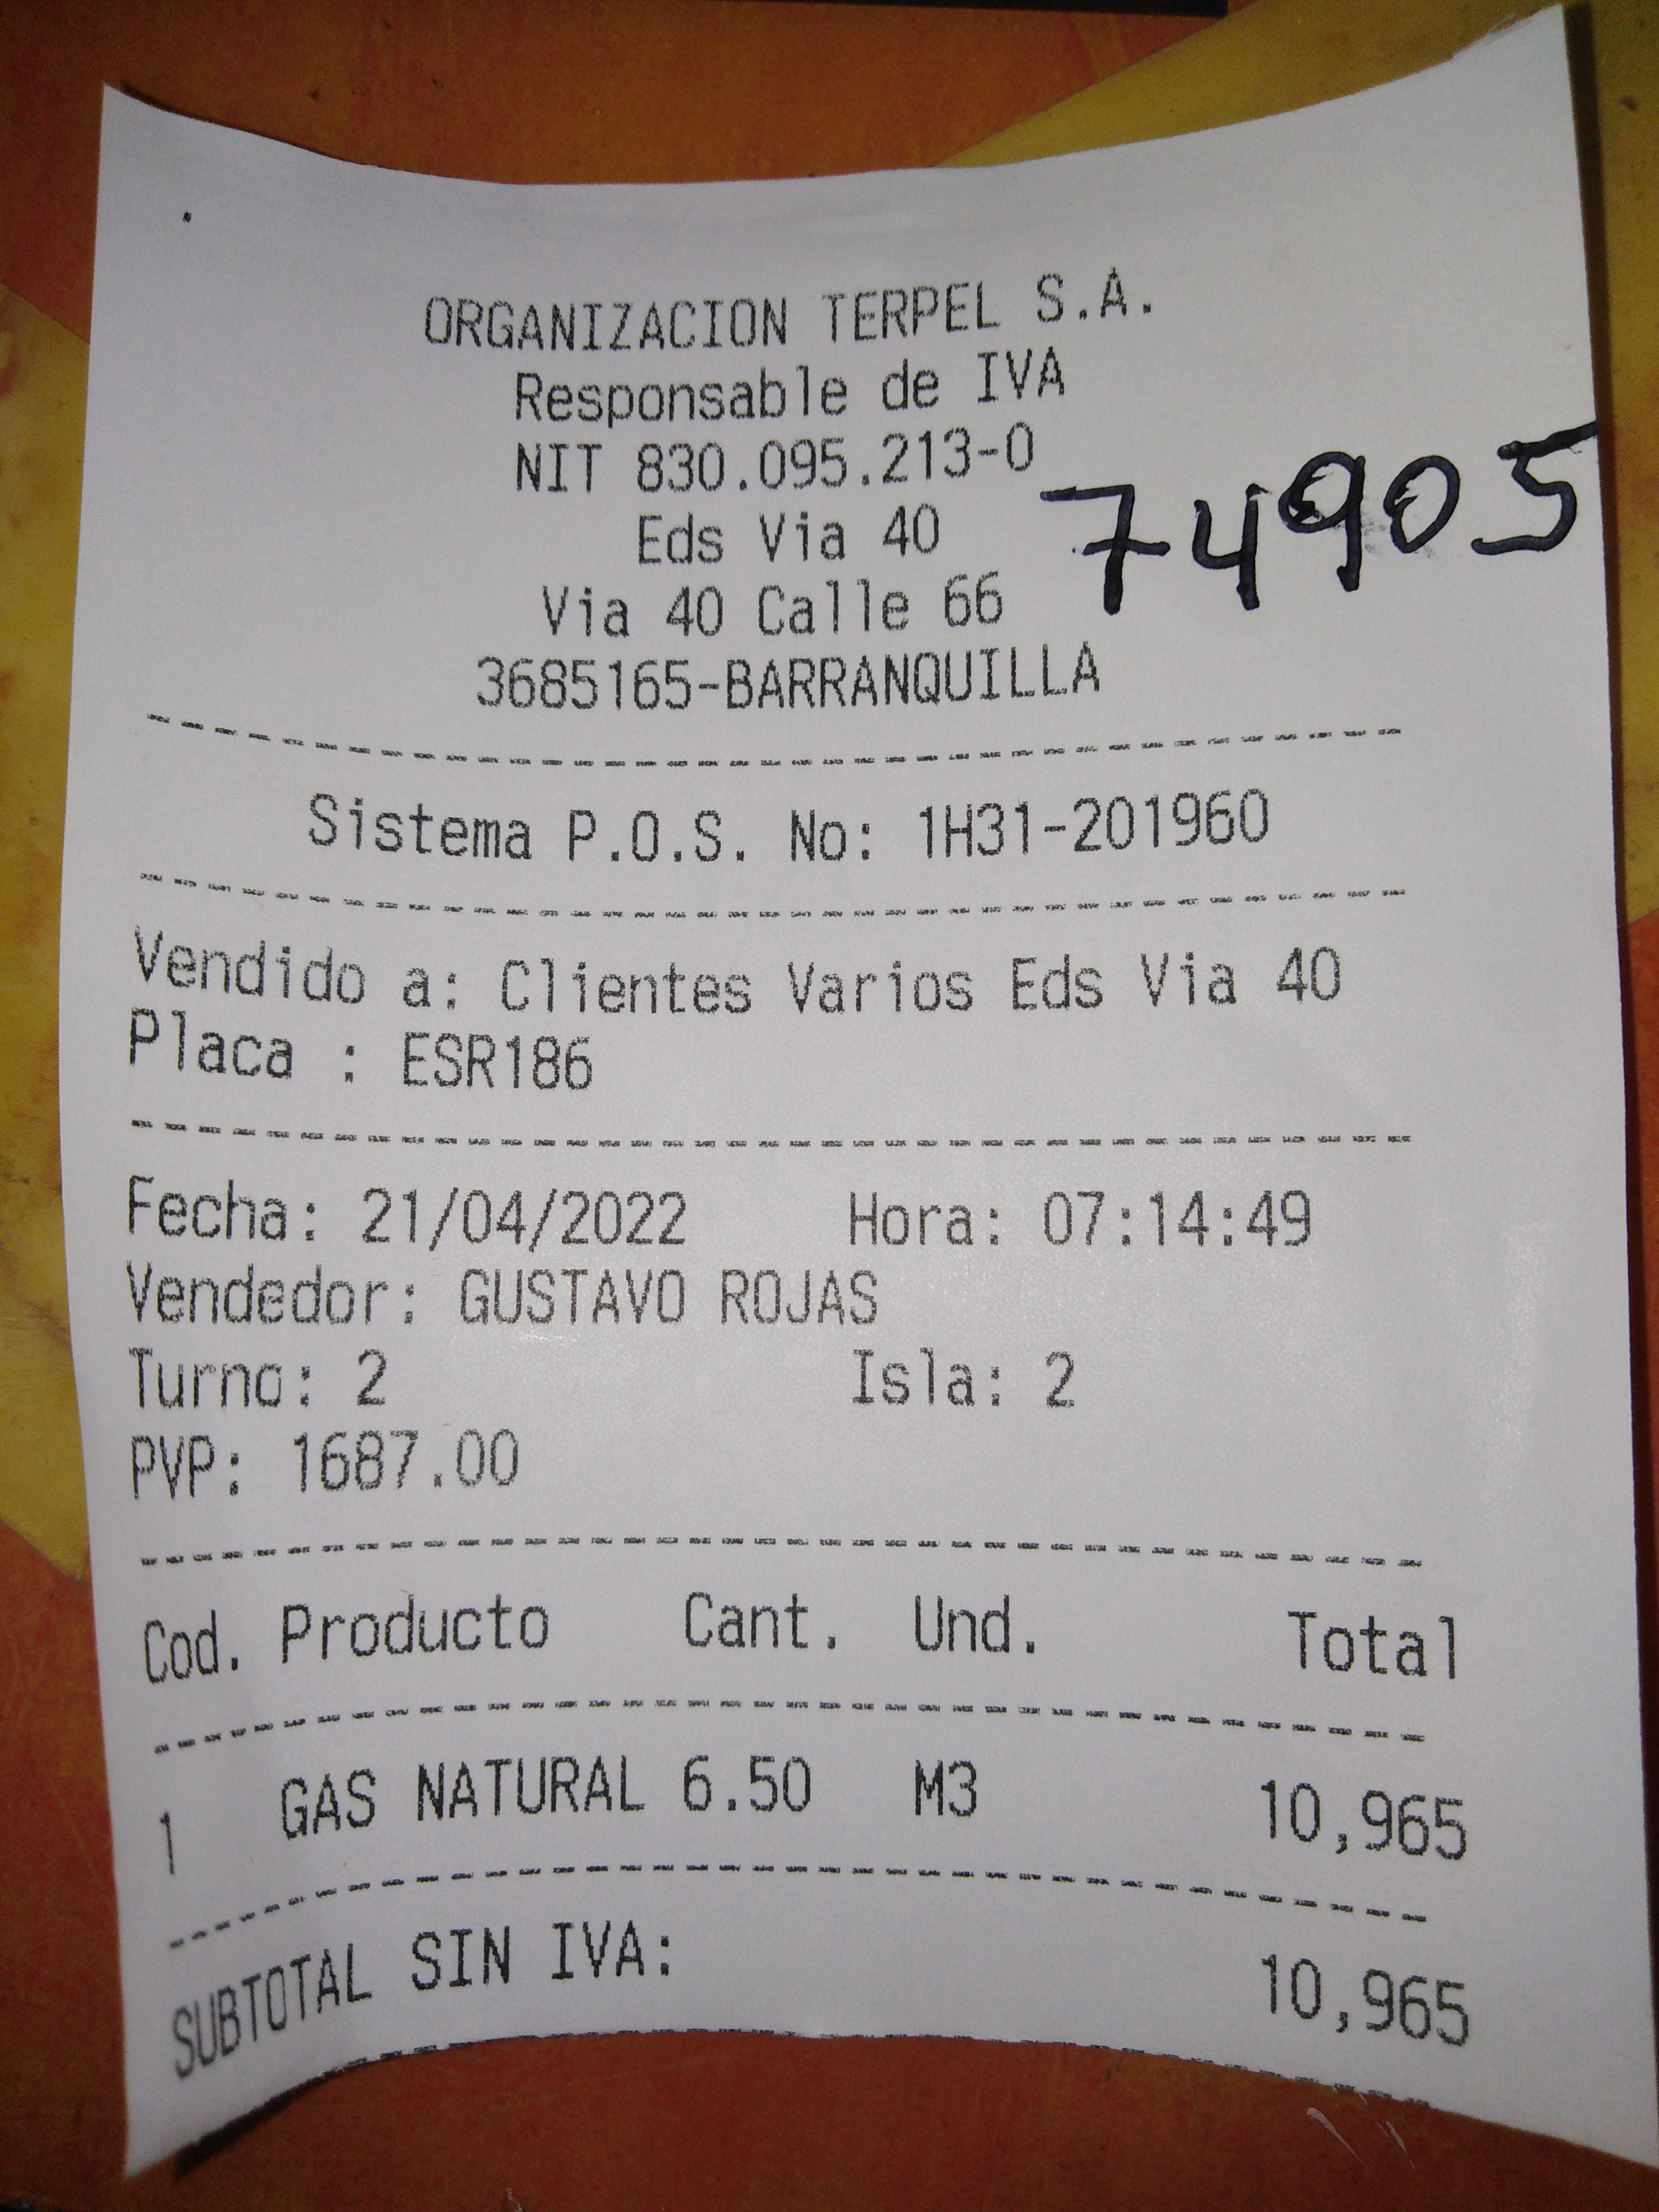 ORGANIZACION TERPEL S.A.
Responsable de IVA
NIT 830.095.213-0
74905
Eds Via 40
Via 40 Calle 66
3685165-BARRANQUILLA
Sistema P.O.S. No: 1H31-201960
Vendido a: Clientes Varios Eds Via 40
Placa : ESR186
Fecha: 21/04/2022 Hora: 07:14:49
Vendedor: GUSTAVO ROJAS
Turno: 2 Isla: 2
PVP: 1687.00
Cod. Producto Cant. Und. Total
1 GAS NATURAL 6.50 M3 10,965
SUBTOTAL SIN IVA: 10,965